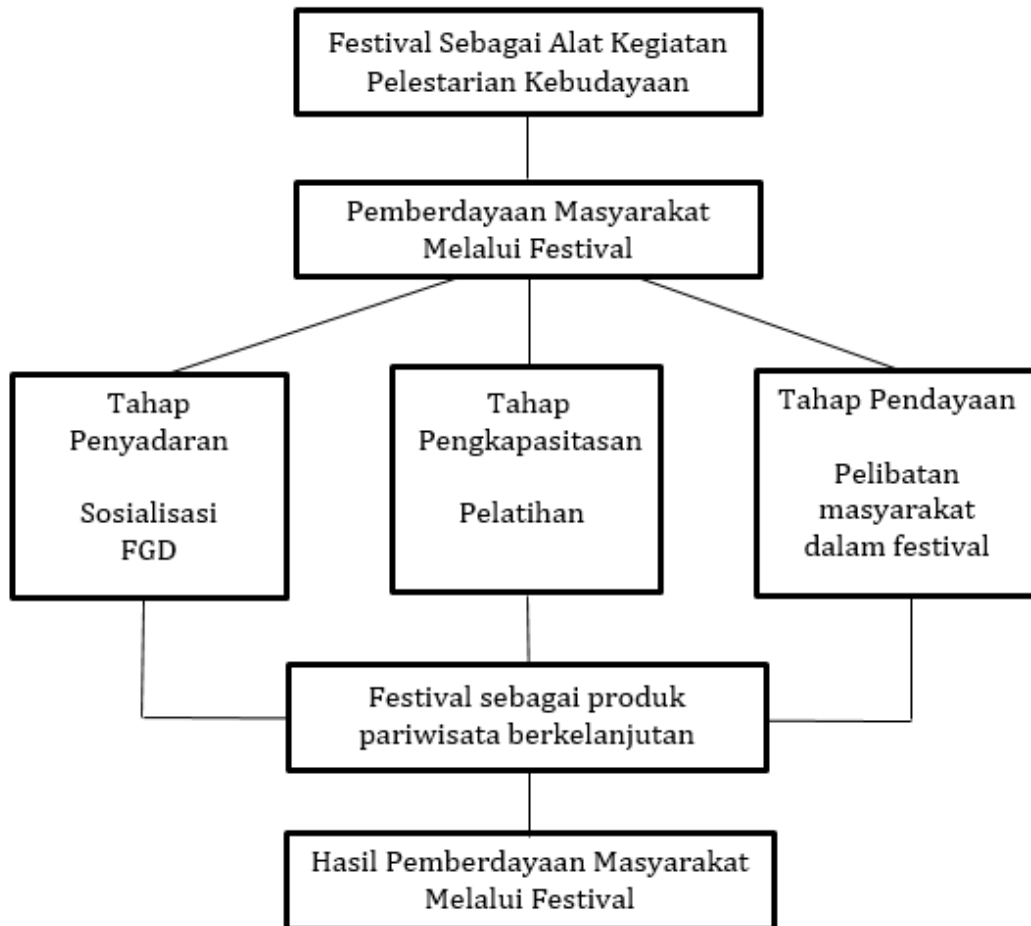 Festival Sebagai Alat Kegiatan
Pelestarian Kebudayaan
Pemberdayaan Masyarakat
Melalui Festival
Tahap
Penyadaran
Sosialisasi
FGD
Tahap
Pengkapasitasan
Pelatihan
Tahap Pendayaan
Pelibatan
masyarakat
dalam festival
Festival sebagai produk
pariwisata berkelanjutan
Hasil Pemberdayaan Masyarakat
Melalui Festival